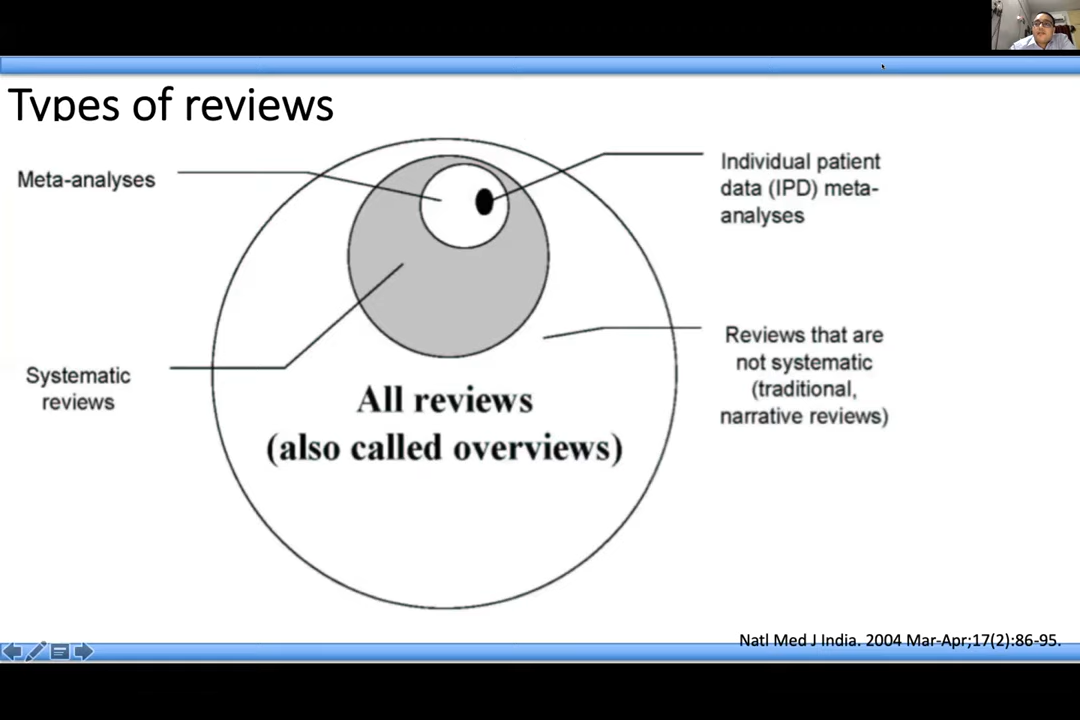 Types of reviews
Meta-analyses
Individual patient
data (IPD) meta-
analyses
Systematic
reviews
Reviews that are
not systematic
(traditional,
narrative reviews)
All reviews
(also called overviews)
Natl Med J India. 2004 Mar-Apr;17(2):86-95.